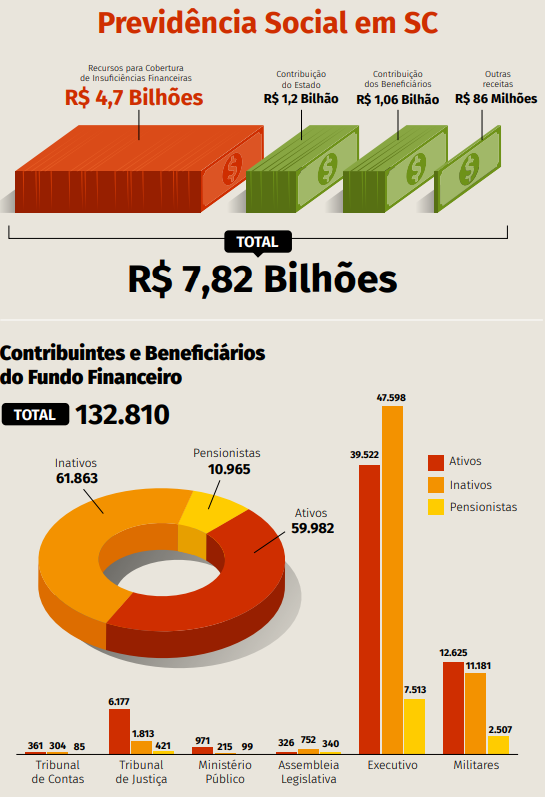 Previdência Social em SC
Recursos para Cobertura
de Insuficiências Financeiras
R$ 4,7 Bilhões
Contribuição
do Estado
R$ 1,2 Bilhão
Contribuição
dos Beneficiários
R$ 1,06 Bilhão
Outras
receitas
R$ 86 Milhões
TOTAL
R$ 7,82 Bilhões
Contribuintes e Beneficiários
do Fundo Financeiro
TOTAL 132.810
Inativos
61.863
Pensionistas
10.965
Ativos
59.982
Ativos
Inativos
Pensionistas
361 304 85
Tribunal
de Contas
6.177 1.813 421
Tribunal
de Justiça
971 215 99
Ministério
Público
326 752 340
Assembleia
Legislativa
39.522 47.598 7.513
Executivo
12.625 11.181 2.507
Militares